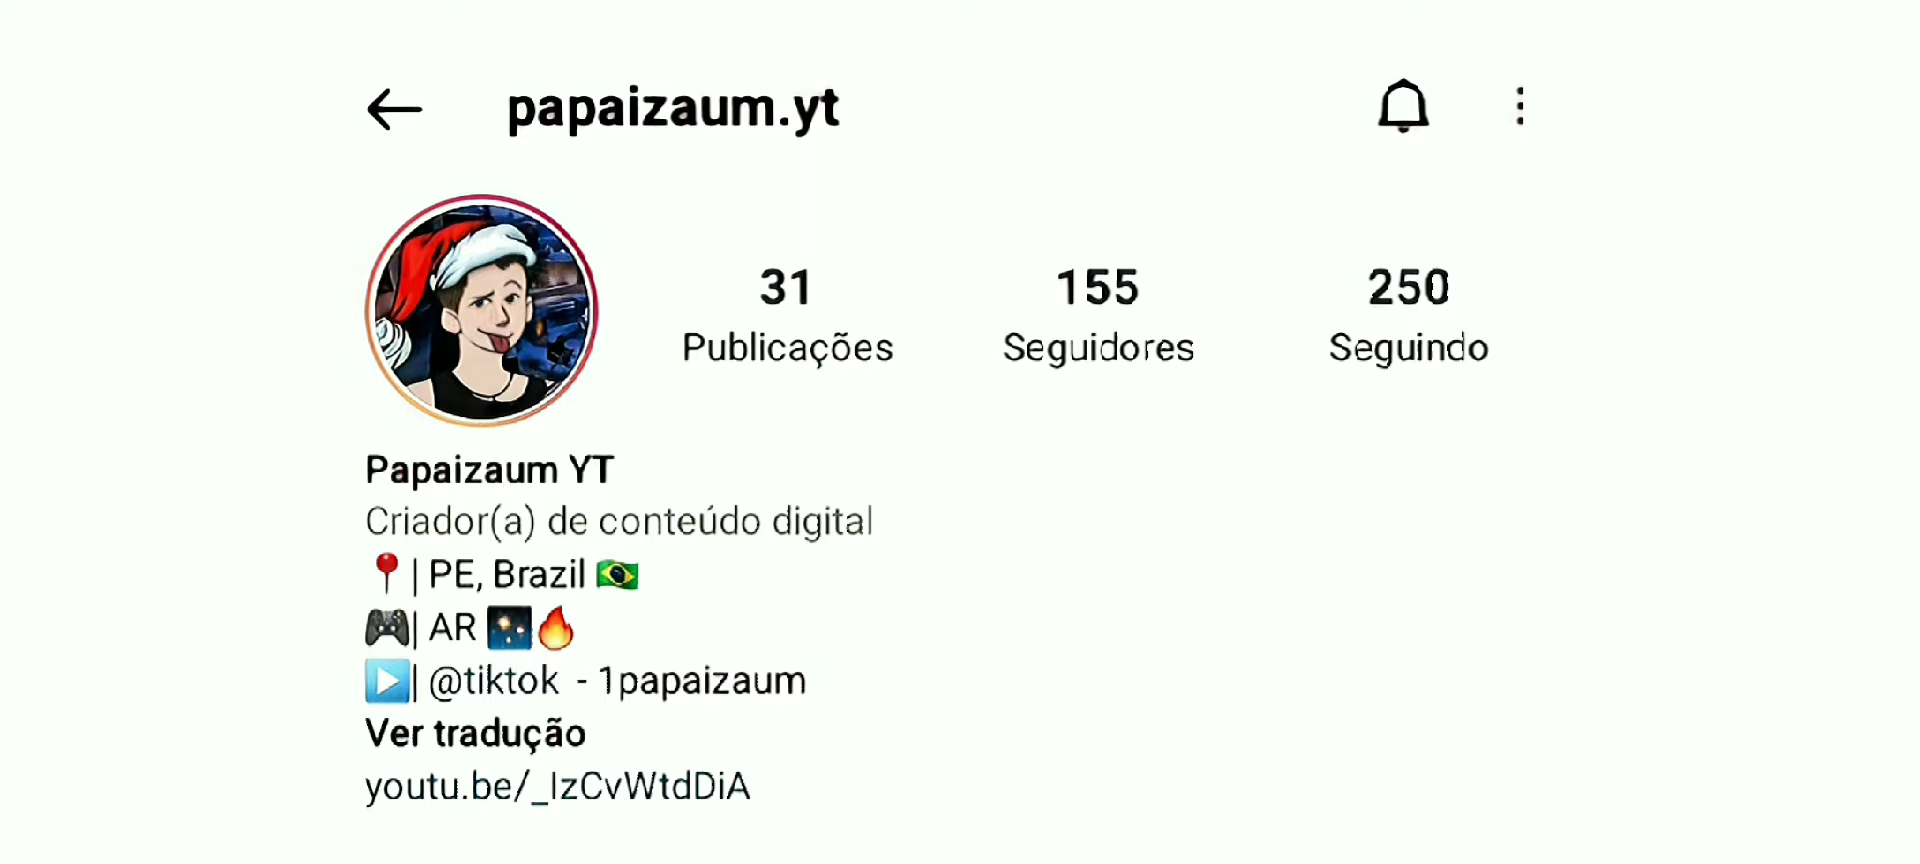 papaizaum.yt
31 155 250
Publicações Seguidores Seguindo
Papaizaum YT
Criador(a) de conteúdo digital
📍| PE, Brazil 🇧🇷
🎮| AR 🎇🔥
▶️| @tiktok - 1papaizaum
Ver tradução
youtu.be/_IzCvWtdDiA